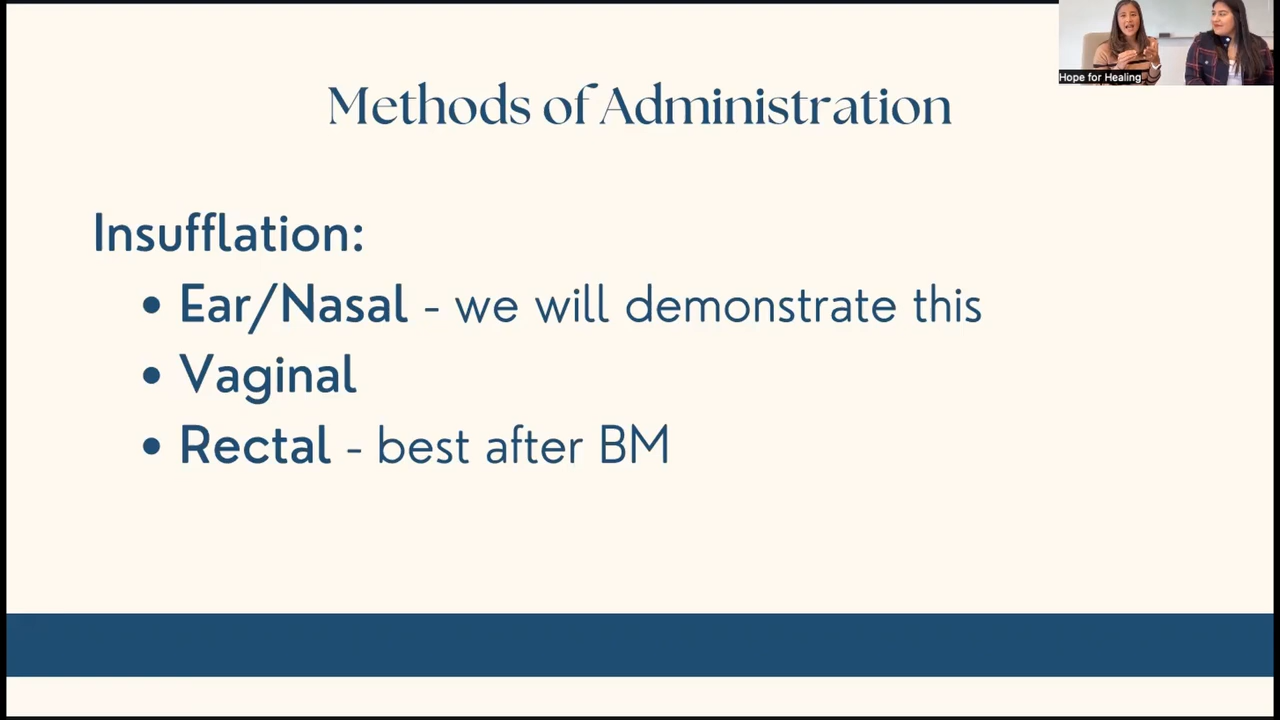 Hope for Healing
Methods of Administration
Insufflation:
• Ear/Nasal - we will demonstrate this
• Vaginal
• Rectal - best after BM